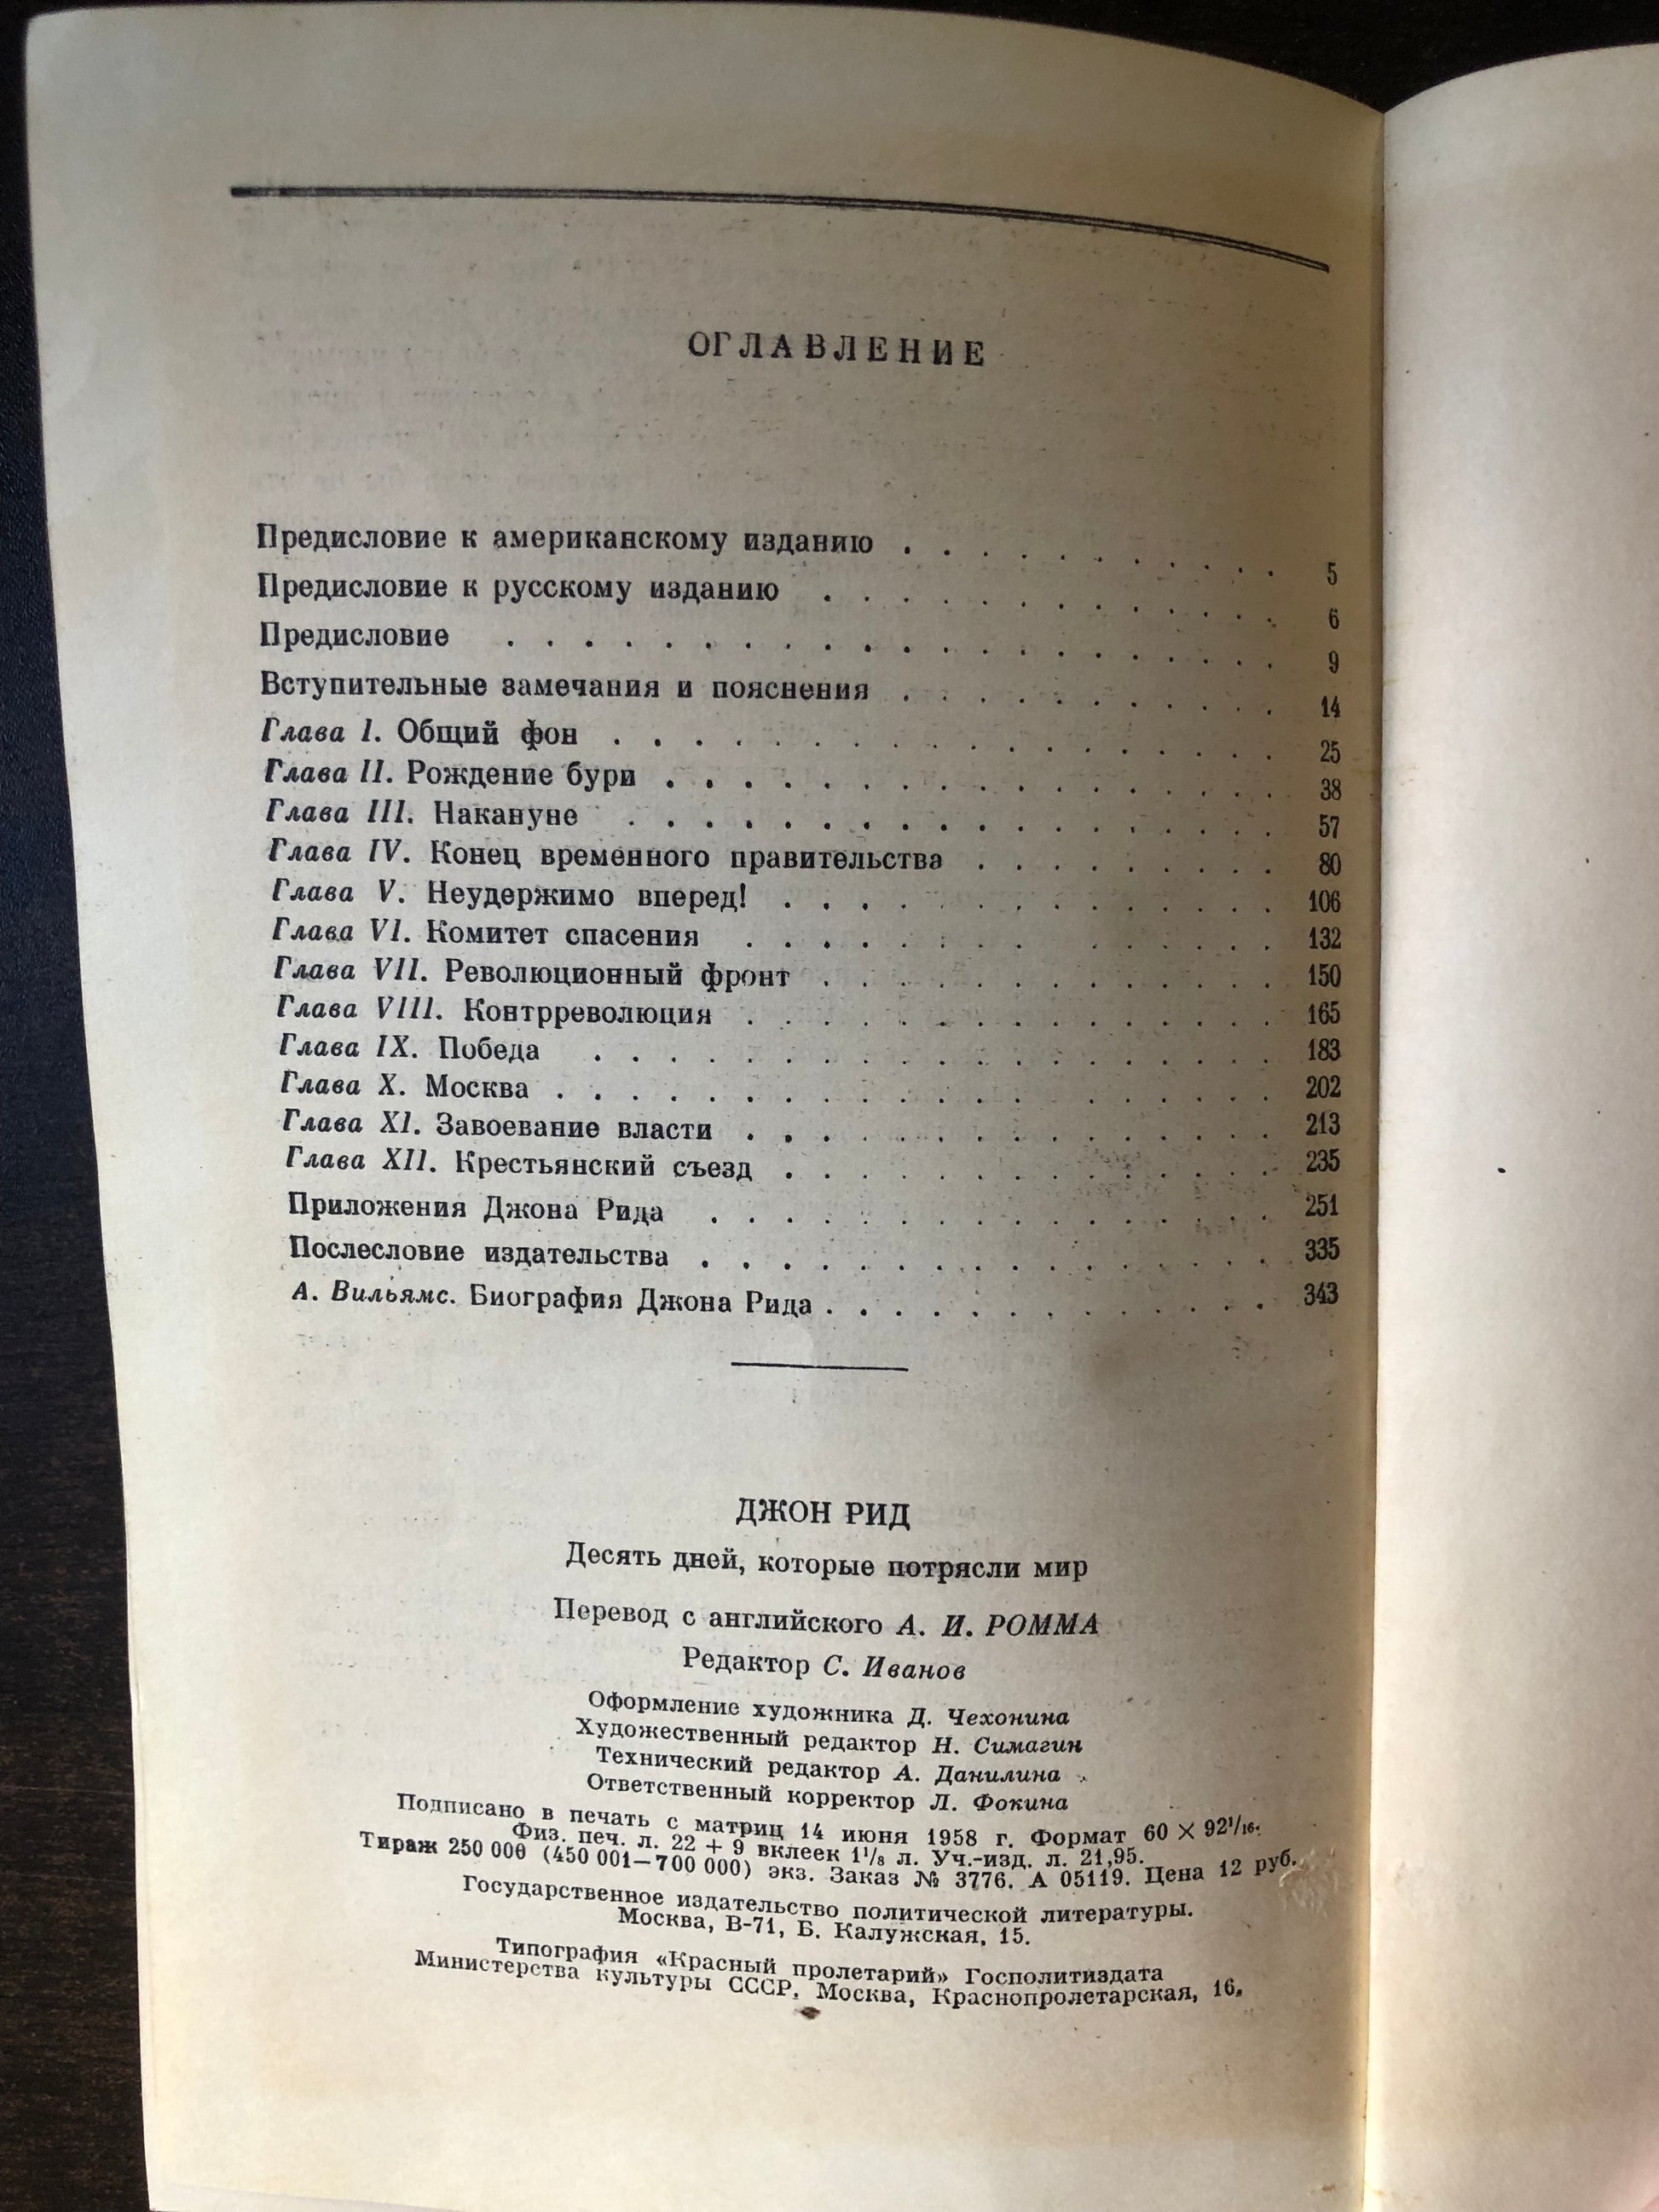 ОГЛАВЛЕНИЕ
Предисловие к американскому изданию . . . . . . . . . . 5
Предисловие к русскому изданию . . . . . . . . . . . . 6
Предисловие . . . . . . . . . . . . . . . . . . . . 9
Вступительные замечания и пояснения . . . . . . . . . . 14
Глава I. Общий фон . . . . . . . . . . . . . . . . . 25
Глава II. Рождение бури . . . . . . . . . . . . . . . . 38
Глава III. Накануне . . . . . . . . . . . . . . . . . 57
Глава IV. Конец временного правительства . . . . . . . . 80
Глава V. Неудержимо вперед! . . . . . . . . . . . . . 106
Глава VI. Комитет спасения . . . . . . . . . . . . . 132
Глава VII. Революционный фронт . . . . . . . . . . . . 150
Глава VIII. Контрреволюция . . . . . . . . . . . . . . 165
Глава IX. Победа . . . . . . . . . . . . . . . . . . 183
Глава X. Москва . . . . . . . . . . . . . . . . . . 202
Глава XI. Завоевание власти . . . . . . . . . . . . . . 213
Глава XII. Крестьянский съезд . . . . . . . . . . . . . 235
Приложения Джона Рида . . . . . . . . . . . . . . . 251
Послесловие издательства . . . . . . . . . . . . . . . 335
А. Вильямс. Биография Джона Рида . . . . . . . . . . . . 343
ДЖОН РИД
Десять дней, которые потрясли мир
Перевод с английского А. И. РОММА
Редактор С. Иванов
Оформление художника Д. Чехонина
Художественный редактор Н. Симагин
Технический редактор А. Данилина
Ответственный корректор Л. Фокина
Подписано в печать с матриц 14 июня 1958 г. Формат 60 × 92¹/₁₆.
Физ. печ. л. 22 + 9 вклеек 1¹/₈ л. Уч.-изд. л. 21,95.
Тираж 250 000 (450 001—700 000) экз. Заказ № 3776. А 05119. Цена 12 руб.
Государственное издательство политической литературы.
Москва, В-71, Б. Калужская, 15.
Типография «Красный пролетарий» Госполитиздата
Министерства культуры СССР. Москва, Краснопролетарская, 16.